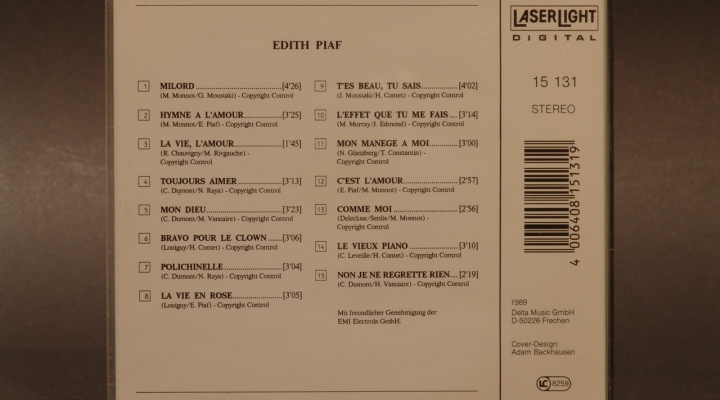 EDITH PIAF
1 MILORD [4'26]
(M. Monnot/G. Moustaki) - Copyright Control
2 HYMNE A L'AMOUR [3'25]
(M. Monnot/E. Piaf) - Copyright Control
3 LA VIE, L'AMOUR [1'45]
(R. Chauvigny/M. Rivgauche) -
Copyright Control
4 TOUJOURS AIMER [3'13]
(C. Dumont/N. Raya) - Copyright Control
5 MON DIEU [3'23]
(C. Dumont/M. Vaucaire) - Copyright Control
6 BRAVO POUR LE CLOWN [3'06]
(Louiguy/H. Contet) - Copyright Control
7 POLICHINELLE [3'04]
(C. Dumont/N. Raya) - Copyright Control
8 LA VIE EN ROSE [3'05]
(Louiguy/E. Piaf) - Copyright Control
9 T'ES BEAU, TU SAIS [4'02]
(J. Moustaki/H. Contet) - Copyright Control
10 L'EFFET QUE TU ME FAIS [3'14]
(M. Murray/J. Edmond) - Copyright Control
11 MON MANEGE A MOI [3'00]
(N. Glanzberg/T. Constantin) -
Copyright Control
12 C'EST L'AMOUR [2'57]
(E. Piaf/M. Monnot) - Copyright Control
13 COMME MOI [2'56]
(Delecluse/Serdis/M. Monnot) -
Copyright Control
14 LE VIEUX PIANO [3'10]
(C. Leveille/H. Contet) - Copyright Control
15 NON JE NE REGRETTE RIEN [2'19]
(C. Dumont/H. Vancaire) - Copyright Control
Mit freundlicher Genehmigung der
EMI Electrola GmbH.
LASERLIGHT
DIGITAL
15 131
STEREO
4 006408 151319
1989
Delta Music GmbH
D-50226 Frechen
Cover-Design:
Adam Backhausen
LC 8259